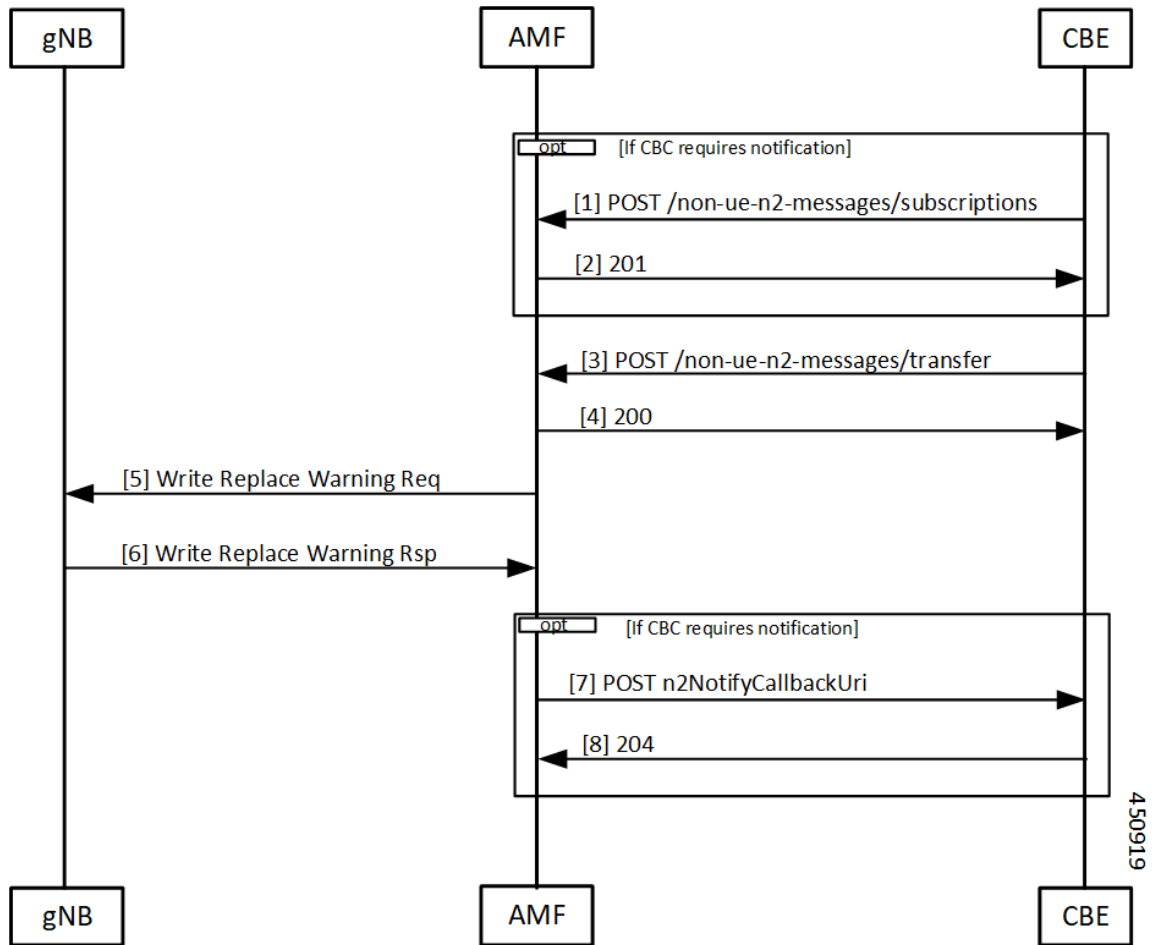 gNB
AMF
CBE
opt
[If CBC requires notification]
[1] POST /non-ue-n2-messages/subscriptions
[2] 201
[3] POST /non-ue-n2-messages/transfer
[4] 200
[5] Write Replace Warning Req
[6] Write Replace Warning Rsp
opt
[If CBC requires notification]
[7] POST n2NotifyCallbackUri
[8] 204
450919
gNB
AMF
CBE